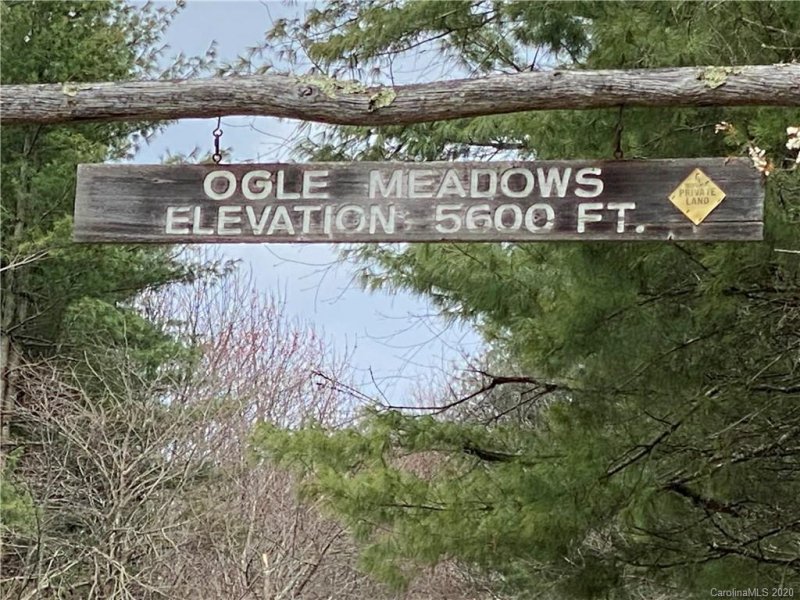 OGLE MEADOWS
ELEVATION: 5600 FT.
PRIVATE
LAND
CarolinaMLS 2020